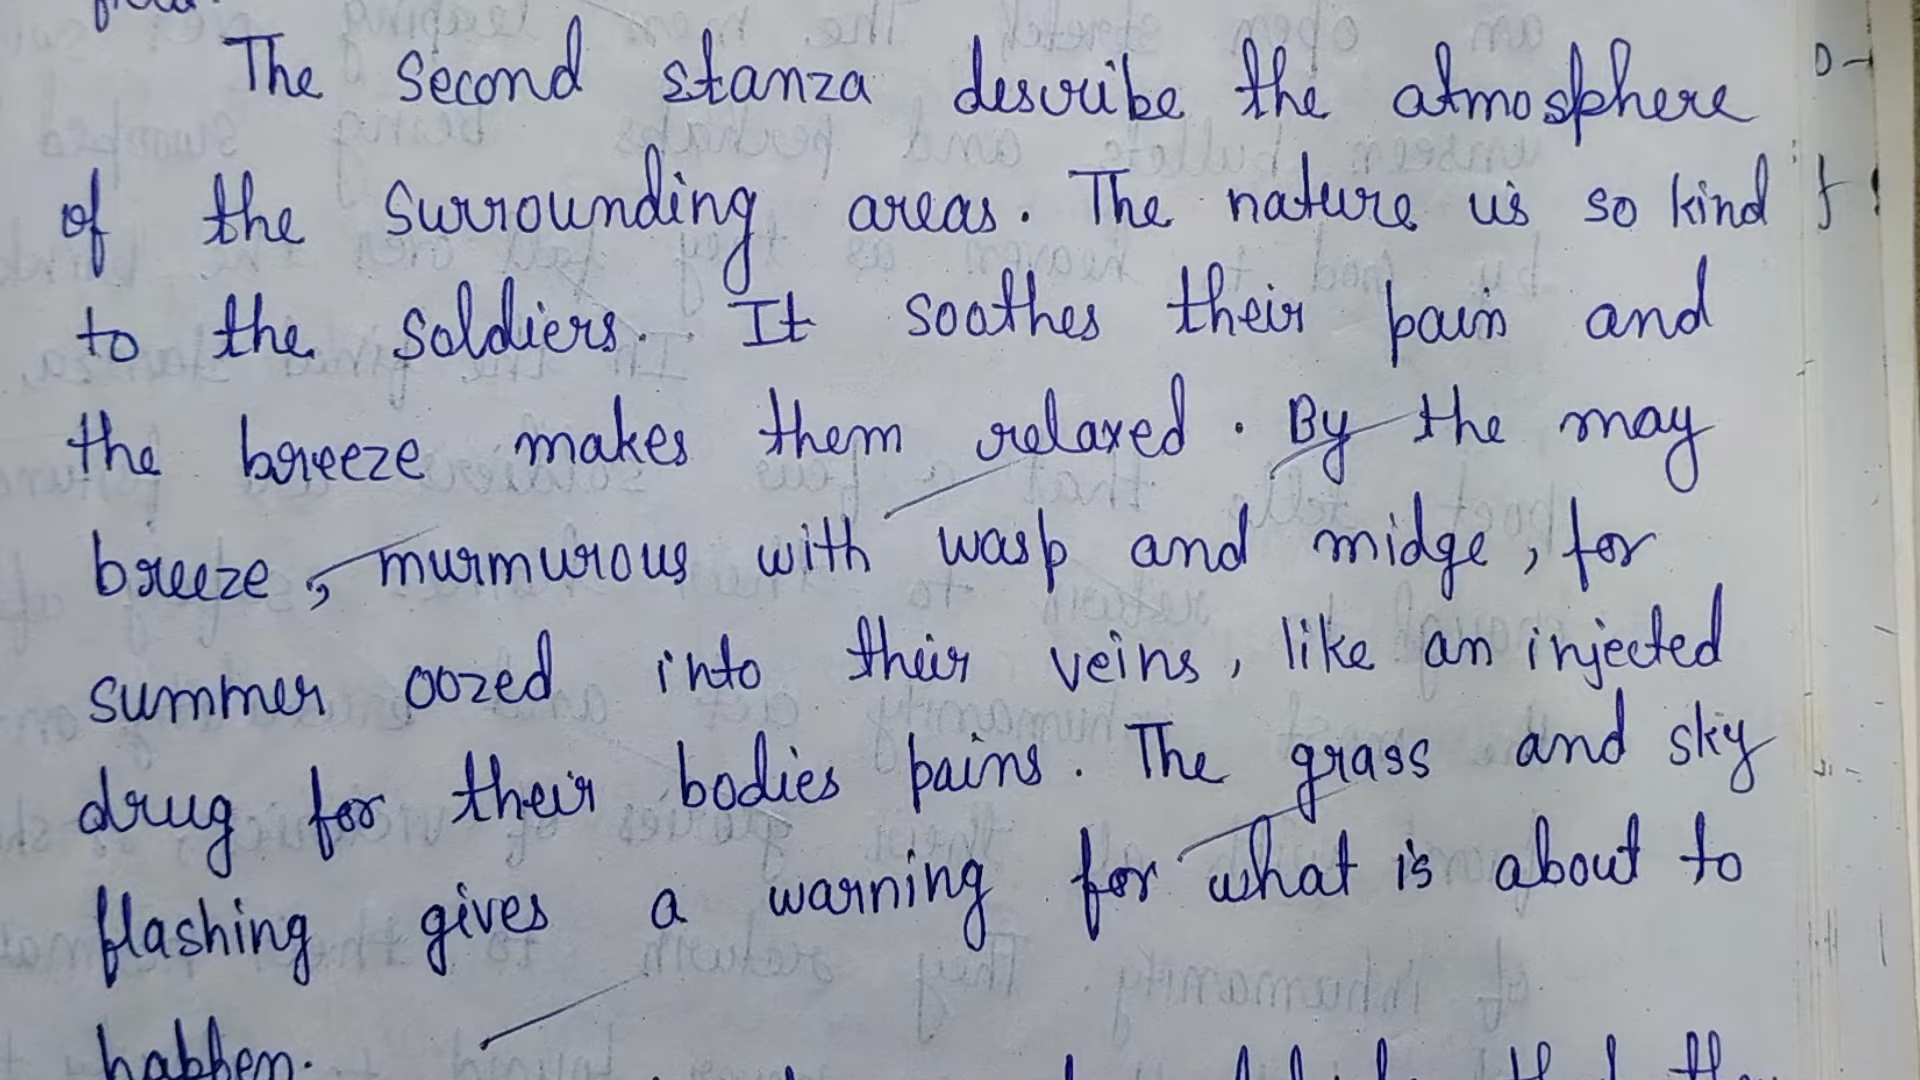 The second stanza describe the atmosphere
of the surrounding areas. The nature is so kind
to the soldiers. It soothes their pain and
the breeze makes them relaxed. By the may
breeze, murmurous with wasp and midge, for
summer oozed into their veins, like an injected
drug for their bodies pains. The grass and sky
flashing gives a warning for what is about to
happen.